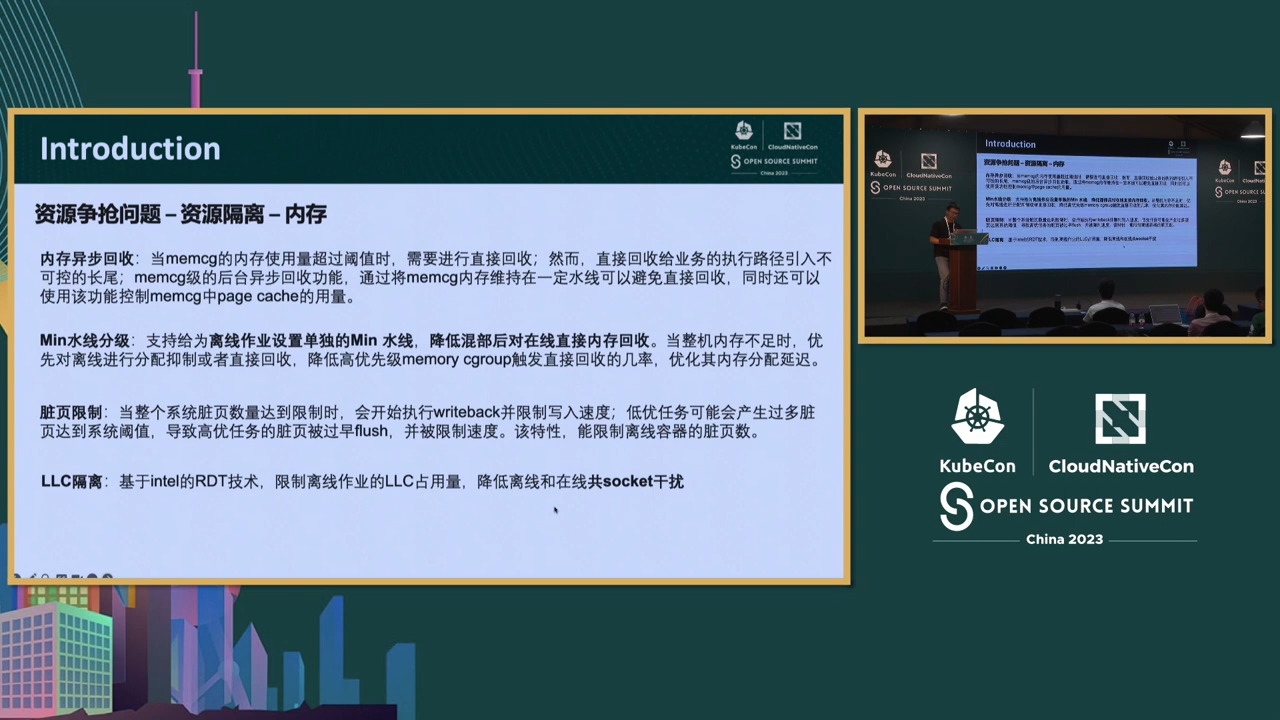 Introduction
KubeCon
CloudNativeCon
OPEN SOURCE SUMMIT
China 2023
资源争抢问题 – 资源隔离 – 内存
内存异步回收：当memcg的内存使用量超过阈值时，需要进行直接回收；然而，直接回收给业务的执行路径引入不
可控的长尾；memcg级的后台异步回收功能，通过将memcg内存维持在一定水线可以避免直接回收，同时还可以
使用该功能控制memcg中page cache的用量。
Min水线分级：支持给为离线作业设置单独的Min 水线，降低混部后对在线直接内存回收。当整机内存不足时，优
先对离线进行分配抑制或者直接回收，降低高优先级memory cgroup触发直接回收的几率，优化其内存分配延迟。
脏页限制：当整个系统脏页数量达到限制时，会开始执行writeback并限制写入速度；低优任务可能会产生过多脏
页达到系统阈值，导致高优任务的脏页被过早flush，并被限制速度。该特性，能限制离线容器的脏页数。
LLC隔离：基于intel的RDT技术，限制离线作业的LLC占用量，降低离线和在线共socket干扰
Introduction
资源争抢问题 – 资源隔离 – 内存
KubeCon
CloudNativeCon
OPEN SOURCE SUMMIT
China 2023
KubeCon
CloudNativeCon
OPEN SOURCE SUMMIT
China 2023